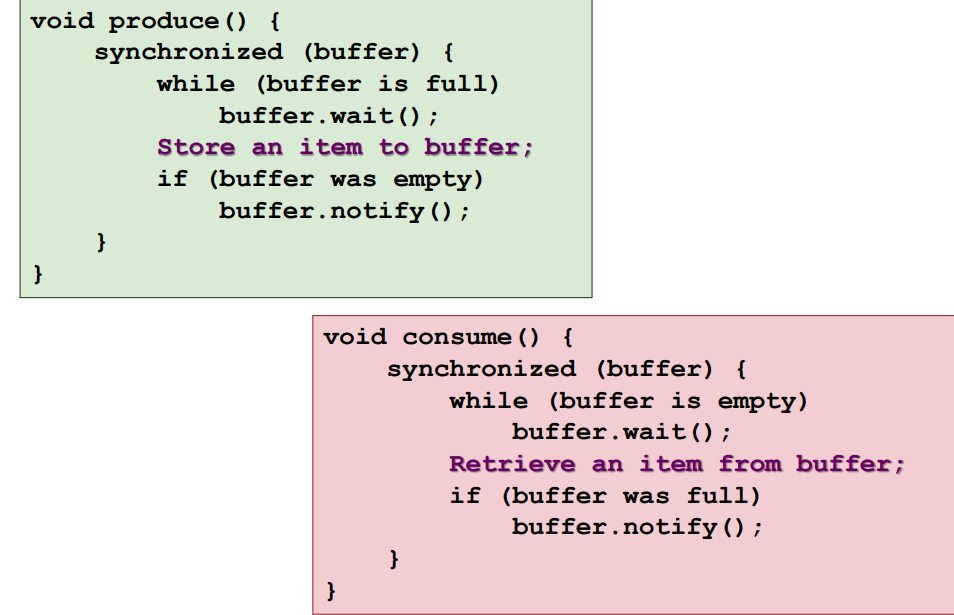 void produce() {
    synchronized (buffer) {
        while (buffer is full)
            buffer.wait();
        Store an item to buffer;
        if (buffer was empty)
            buffer.notify();
    }
}
void consume() {
    synchronized (buffer) {
        while (buffer is empty)
            buffer.wait();
        Retrieve an item from buffer;
        if (buffer was full)
            buffer.notify();
    }
}